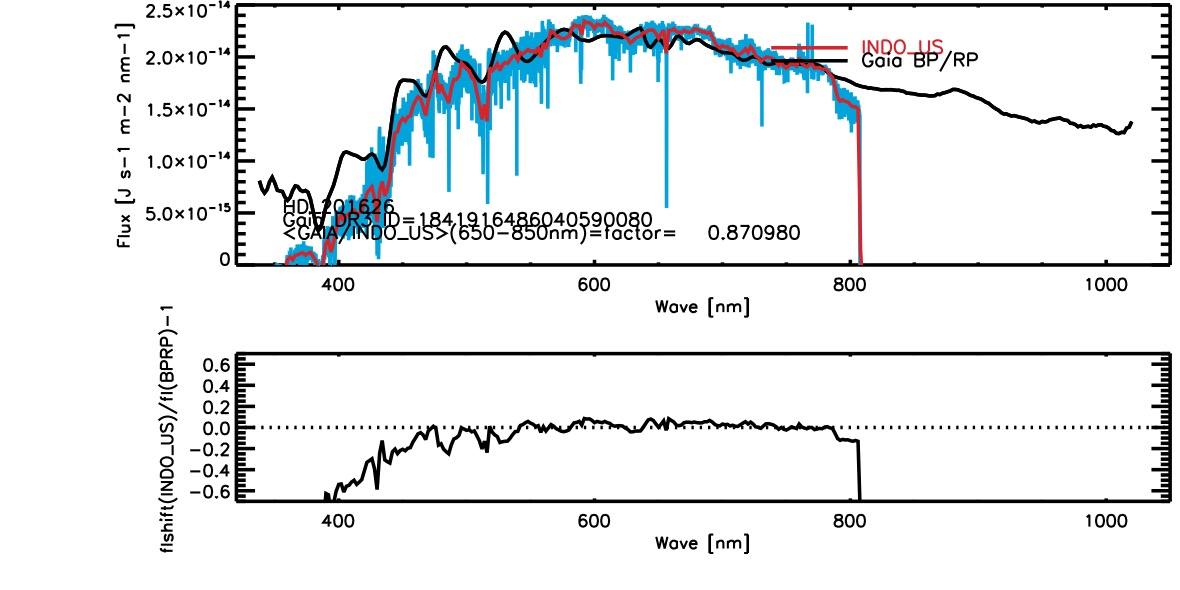 2.5×10⁻¹⁴
2.0×10⁻¹⁴
1.5×10⁻¹⁴
1.0×10⁻¹⁴
5.0×10⁻¹⁵
0
Flux [J s−1 m−2 nm−1]
INDO_US
Gaia BP/RP
HD_201626
Gaia DR3 ID=1841916486040590080
<GAIA/INDO_US>(650−850nm)=factor= 0.870980
400 600 800 1000
Wave [nm]
flshift(INDO_US)/fl(BPRP)−1
0.6
0.4
0.2
0.0
−0.2
−0.4
−0.6
400 600 800 1000
Wave [nm]